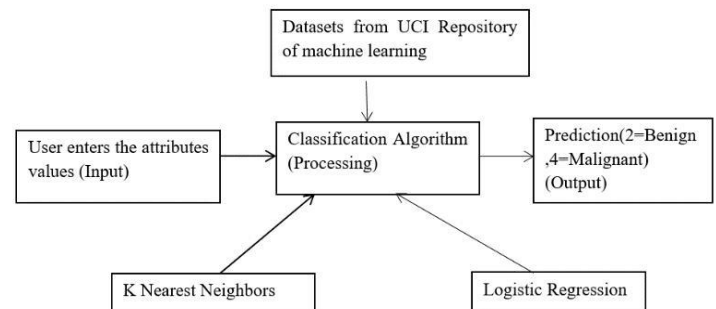 Datasets from UCI Repository
of machine learning
User enters the attributes
values (Input)
Classification Algorithm
(Processing)
Prediction(2=Benign
,4=Malignant)
(Output)
K Nearest Neighbors
Logistic Regression